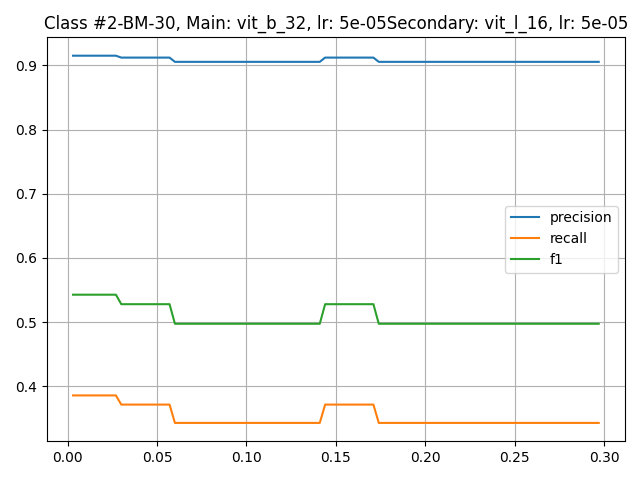 Class #2-BM-30, Main: vit_b_32, lr: 5e-05Secondary: vit_l_16, lr: 5e-05
0.9
0.8
0.7
0.6
0.5
0.4
precision
recall
f1
0.00 0.05 0.10 0.15 0.20 0.25 0.30